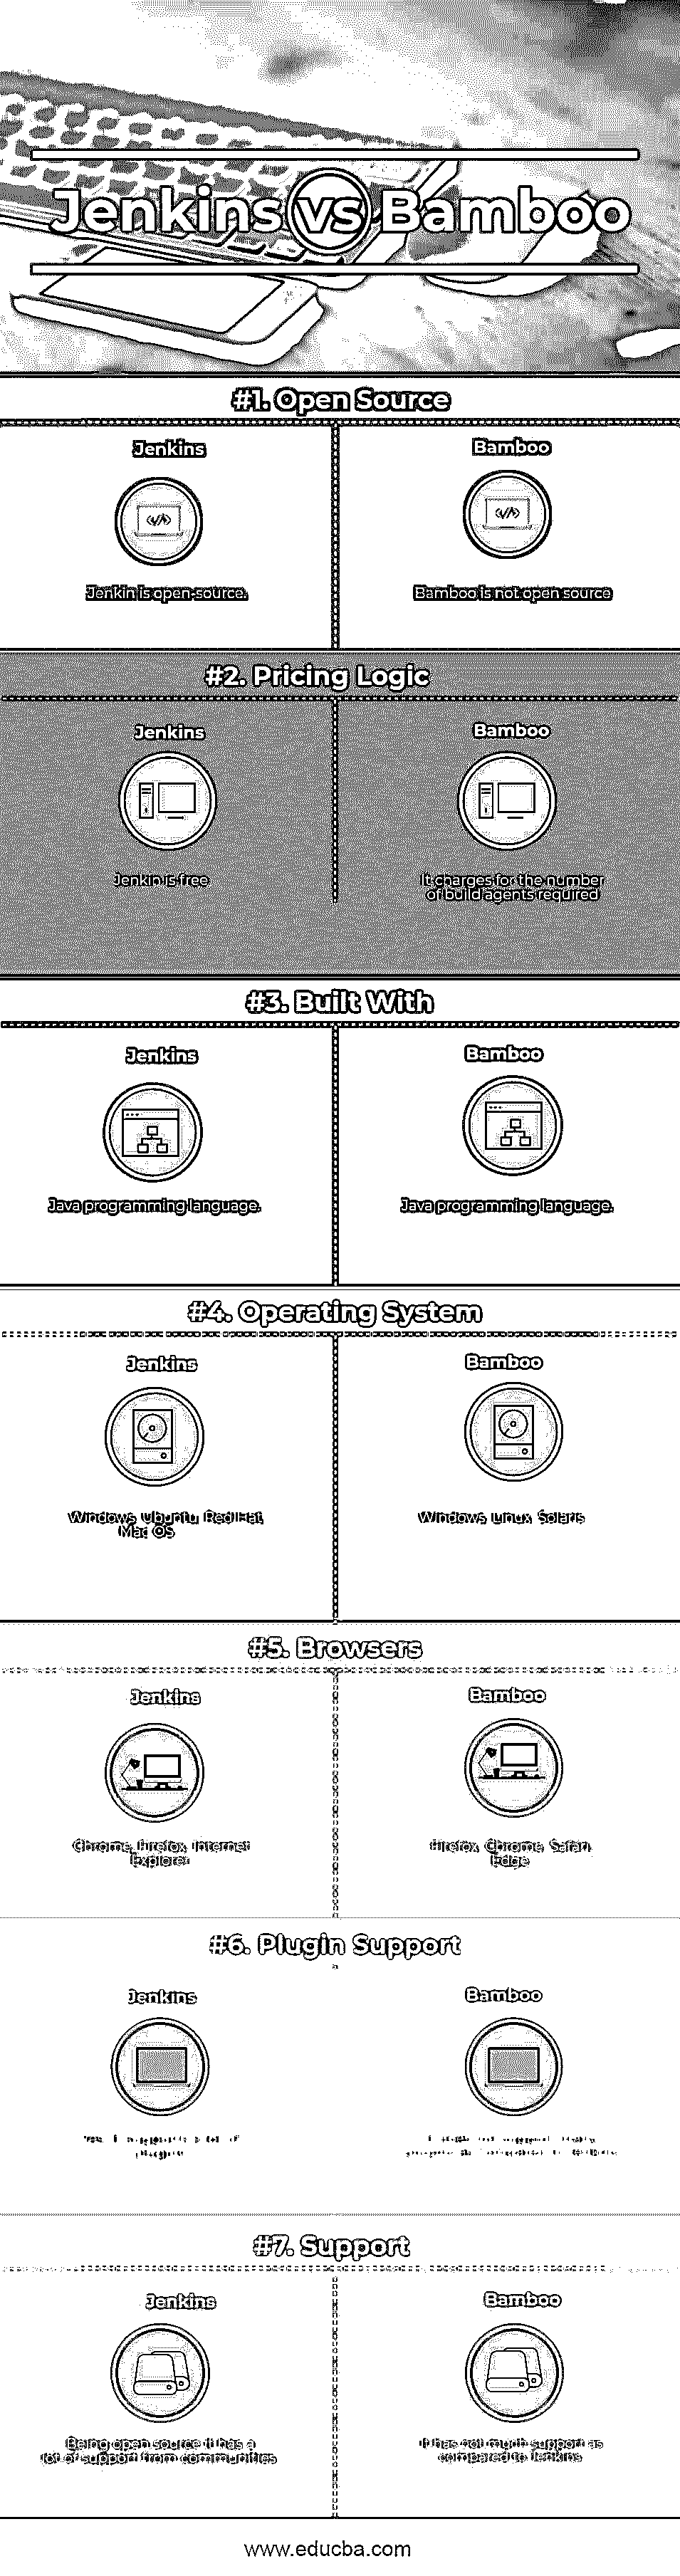 Jenkins vs Bamboo
#1. Open Source
Jenkins
Bamboo
Jenkin is open-source.
Bamboo is not open source
#2. Pricing Logic
Jenkins
Bamboo
Jenkin is free
It charges for the number
of build agents required
#3. Built With
Jenkins
Bamboo
Java programming language.
Java programming language.
#4. Operating System
Jenkins
Bamboo
Windows, Ubuntu, Red Hat,
Mac OS
Windows, Linux, Solaris
#5. Browsers
Jenkins
Bamboo
Chrome, Firefox, Internet
Explorer
Firefox, Chrome, Safari,
Edge
#6. Plugin Support
Jenkins
Bamboo
#7. Support
Jenkins
Bamboo
Being open source it has a
lot of support from communities
It has not much support as
compared to Jenkins
www.educba.com